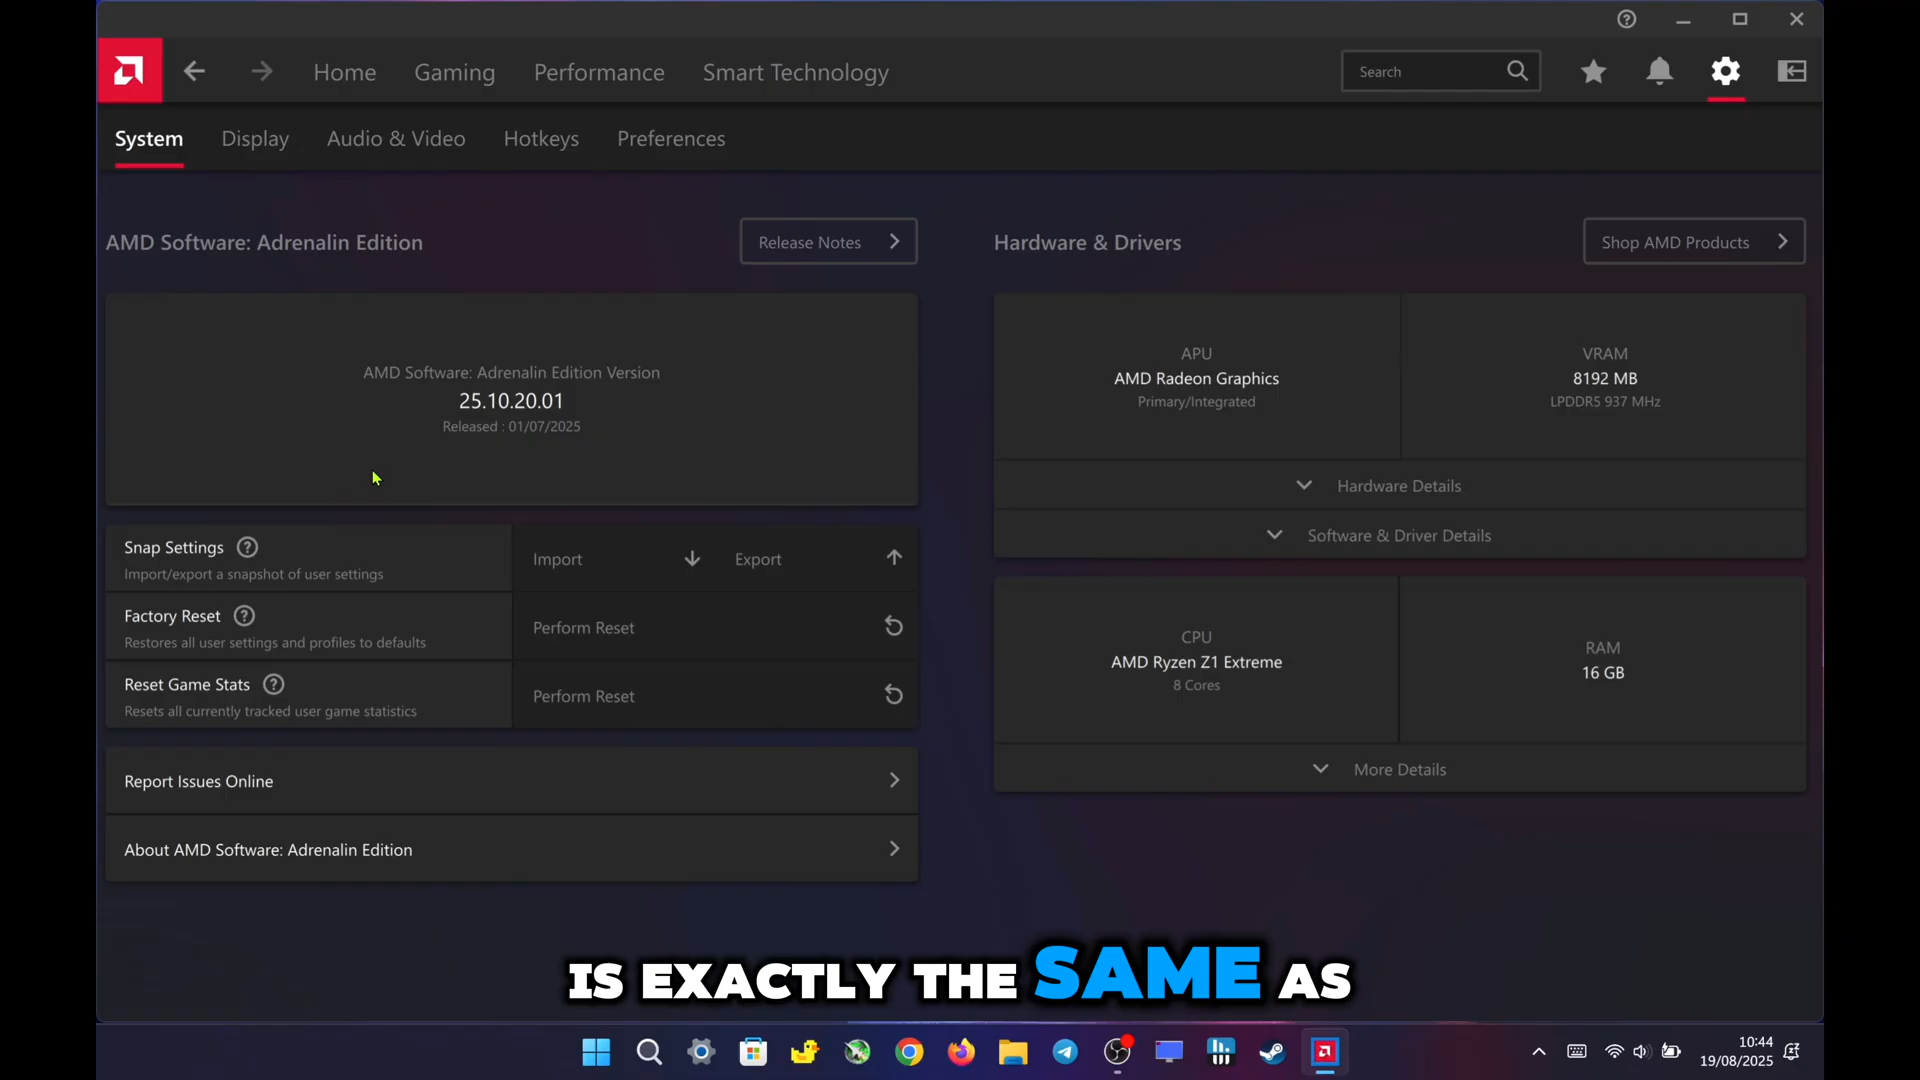 Home
Gaming
Performance
Smart Technology
Search
System
Display
Audio & Video
Hotkeys
Preferences
AMD Software: Adrenalin Edition
Release Notes
AMD Software: Adrenalin Edition Version
25.10.20.01
Released : 01/07/2025
Snap Settings
Import/export a snapshot of user settings
Import
Export
Factory Reset
Restores all user settings and profiles to defaults
Perform Reset
Reset Game Stats
Resets all currently tracked user game statistics
Perform Reset
Report Issues Online
About AMD Software: Adrenalin Edition
Hardware & Drivers
Shop AMD Products
APU
AMD Radeon Graphics
Primary/Integrated
VRAM
8192 MB
LPDDR5 937 MHz
Hardware Details
Software & Driver Details
CPU
AMD Ryzen Z1 Extreme
8 Cores
RAM
16 GB
More Details
IS EXACTLY THE SAME AS
10:44
19/08/2025